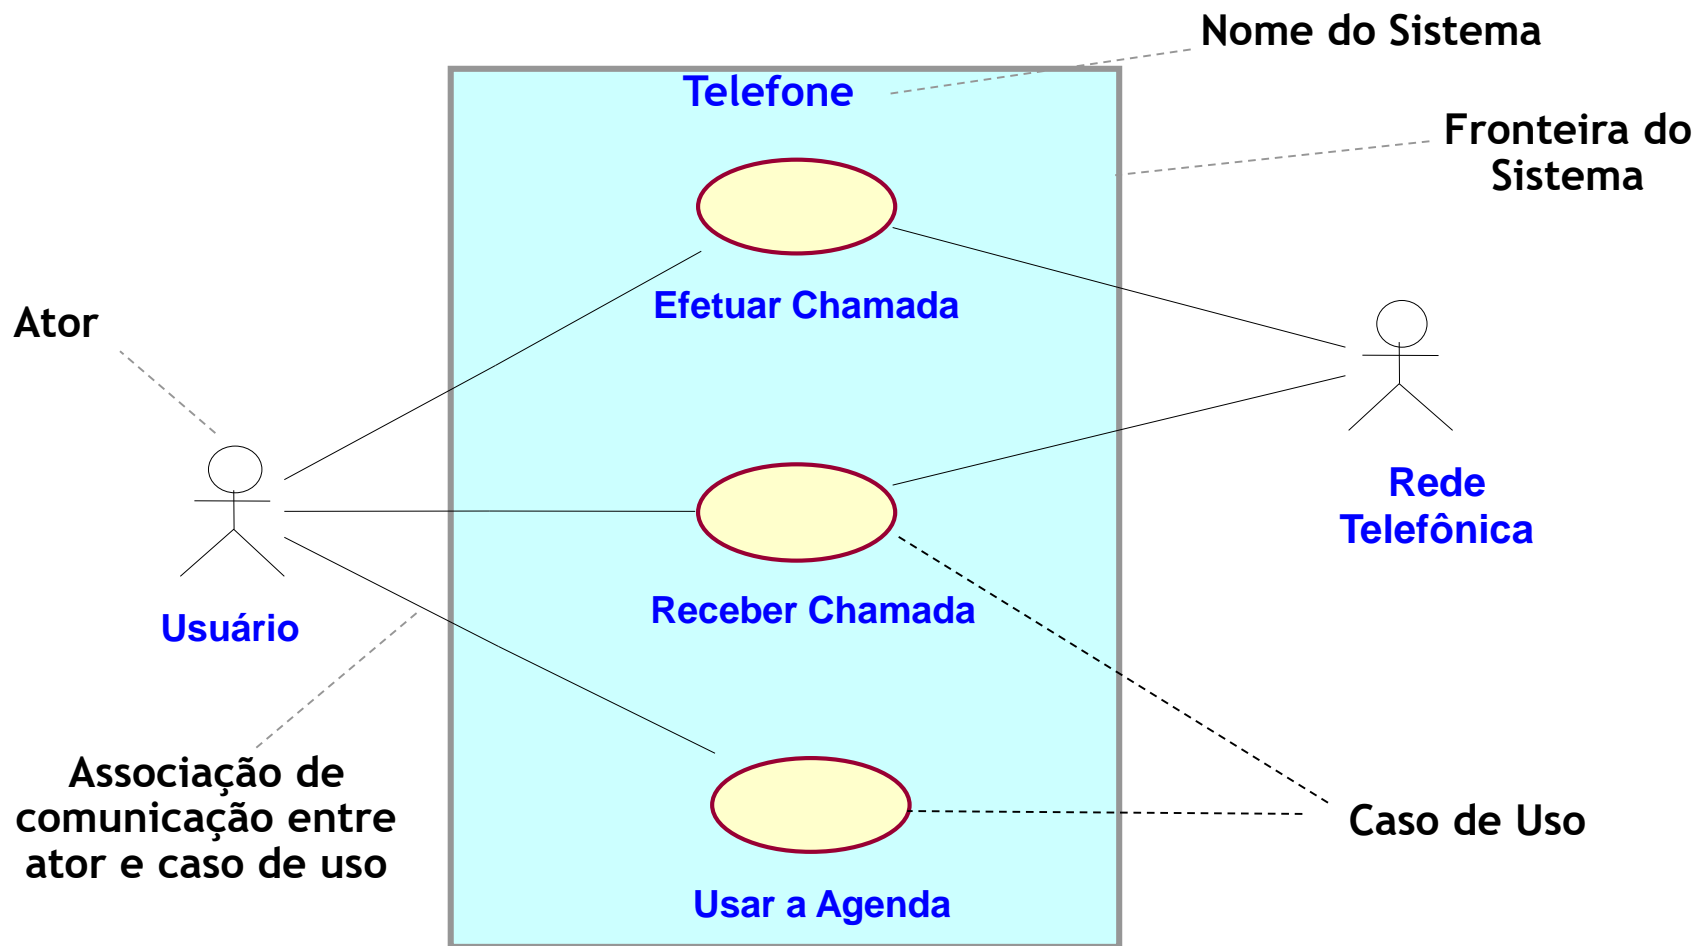 Nome do Sistema
Telefone
Fronteira do
Sistema
Efetuar Chamada
Ator
Rede
Telefônica
Receber Chamada
Usuário
Associação de
comunicação entre
ator e caso de uso
Caso de Uso
Usar a Agenda